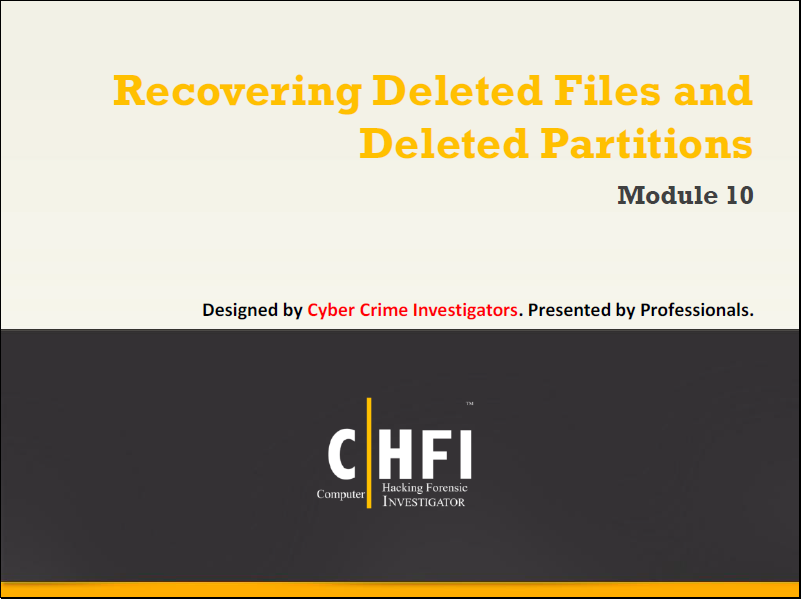 Recovering Deleted Files and
Deleted Partitions
Module 10
Designed by Cyber Crime Investigators. Presented by Professionals.
™
C HFI
Computer Hacking Forensic
INVESTIGATOR